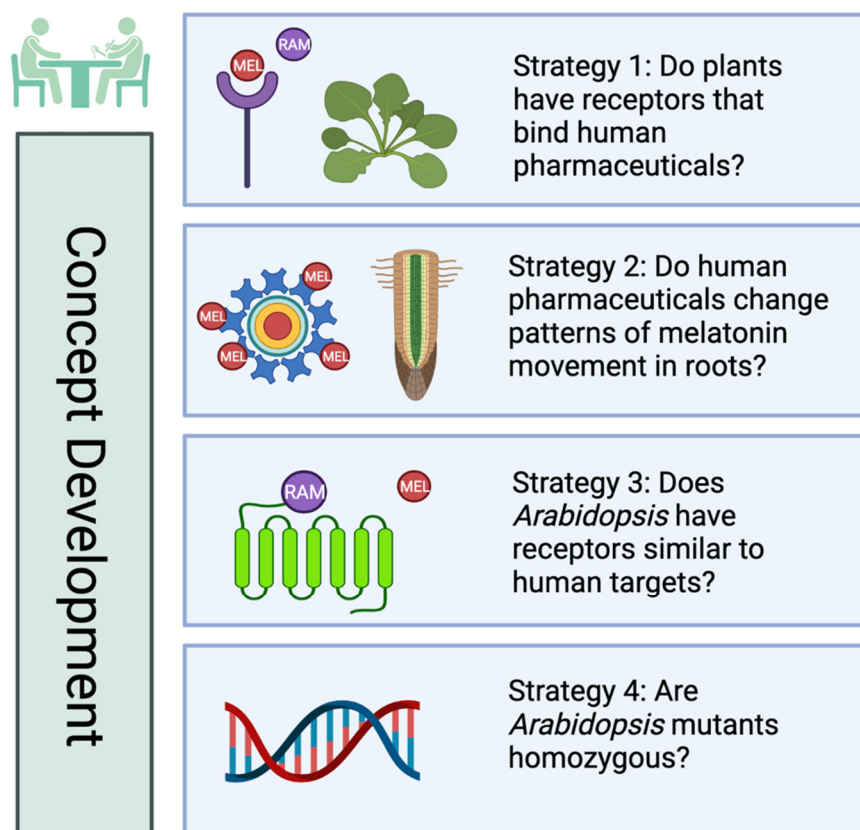 Concept Development
MEL
RAM
Strategy 1: Do plants
have receptors that
bind human
pharmaceuticals?
MEL
MEL
MEL
MEL
Strategy 2: Do human
pharmaceuticals change
patterns of melatonin
movement in roots?
RAM
MEL
Strategy 3: Does
Arabidopsis have
receptors similar to
human targets?
Strategy 4: Are
Arabidopsis mutants
homozygous?